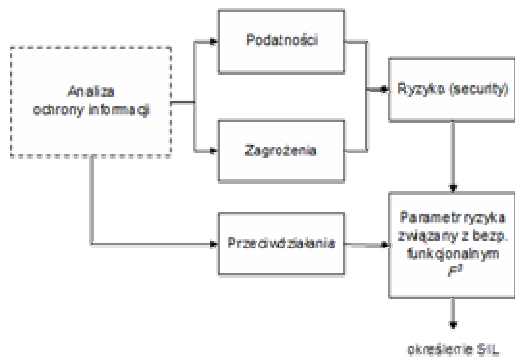 Podatności
Analiza
ochrony informacji
Ryzyko (security)
Zagrożenia
Przeciwdziałania
Parametr ryzyka
związany z bezp.
funkcjonalnym
określenie SIL